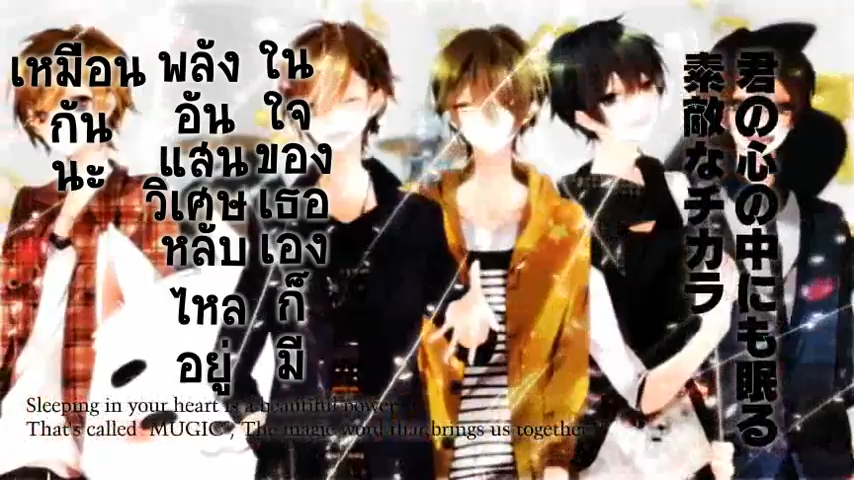 君の心の中にも眠る
素敵なチカラ
ในใจของเธอเองก็มี
พลังอันแสนวิเศษหลับไหลอยู่
เหมือนกันนะ
Sleeping in your heart is a beautiful power
That's called "MUGIC", The magic word that brings us together